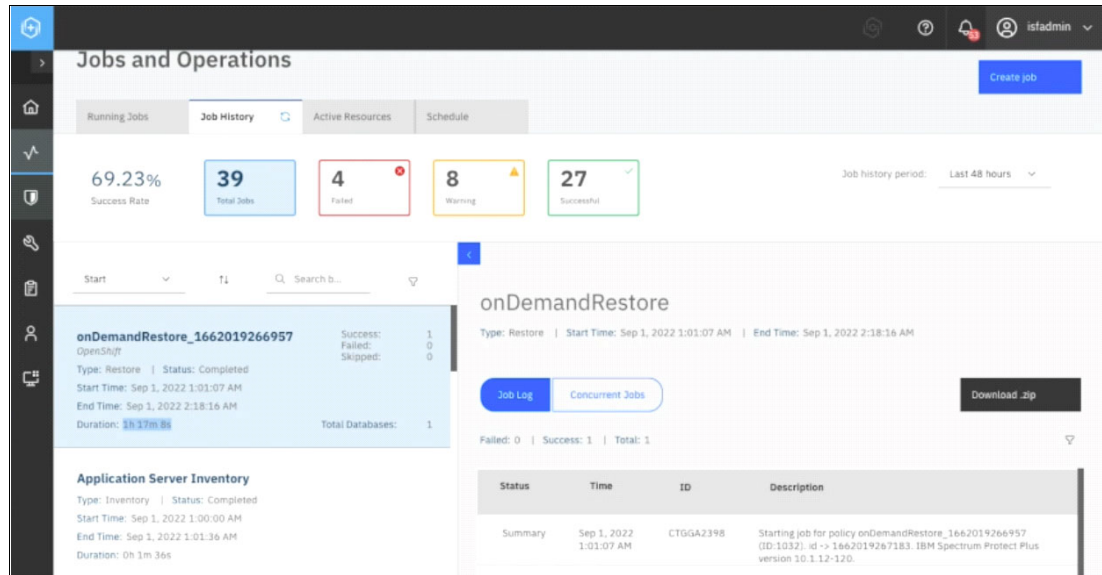 53
isfadmin
Jobs and Operations
Create job
Running Jobs
Job History
Active Resources
Schedule
69.23%
Success Rate
39
Total Jobs
4
Failed
8
Warning
27
Successful
Job history period: Last 48 hours
Start
Search b...
onDemandRestore_1662019266957
OpenShift
Type: Restore | Status: Completed
Start Time: Sep 1, 2022 1:01:07 AM
End Time: Sep 1, 2022 2:18:16 AM
Duration: 1h 17m 8s
Success: 1
Failed: 0
Skipped: 0
Total Databases: 1
Application Server Inventory
Type: Inventory | Status: Completed
Start Time: Sep 1, 2022 1:00:00 AM
End Time: Sep 1, 2022 1:01:36 AM
Duration: 0h 1m 36s
onDemandRestore
Type: Restore | Start Time: Sep 1, 2022 1:01:07 AM | End Time: Sep 1, 2022 2:18:16 AM
Job Log
Concurrent Jobs
Download .zip
Failed: 0 | Success: 1 | Total: 1
Status Time ID Description
Summary
Sep 1, 2022
1:01:07 AM
CTGGA2398
Starting job for policy onDemandRestore_1662019266957
(ID:1032). id -> 1662019267183. IBM Spectrum Protect Plus
version 10.1.12-120.